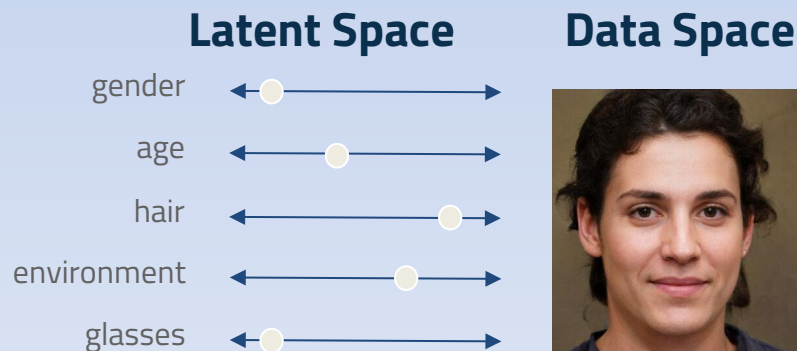 Latent Space
Data Space
gender
age
hair
environment
glasses